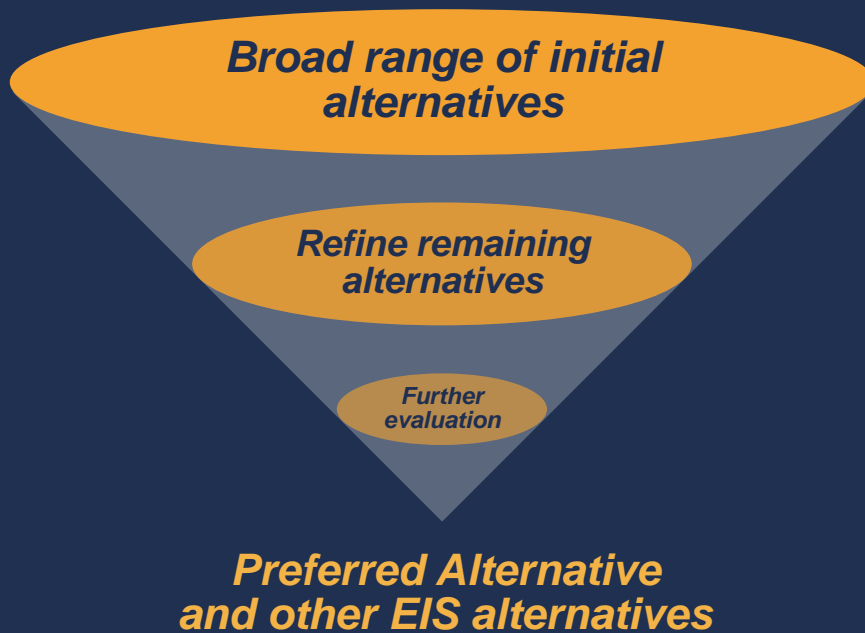 Broad range of initial
alternatives
Refine remaining
alternatives
Further
evaluation
Preferred Alternative
and other EIS alternatives